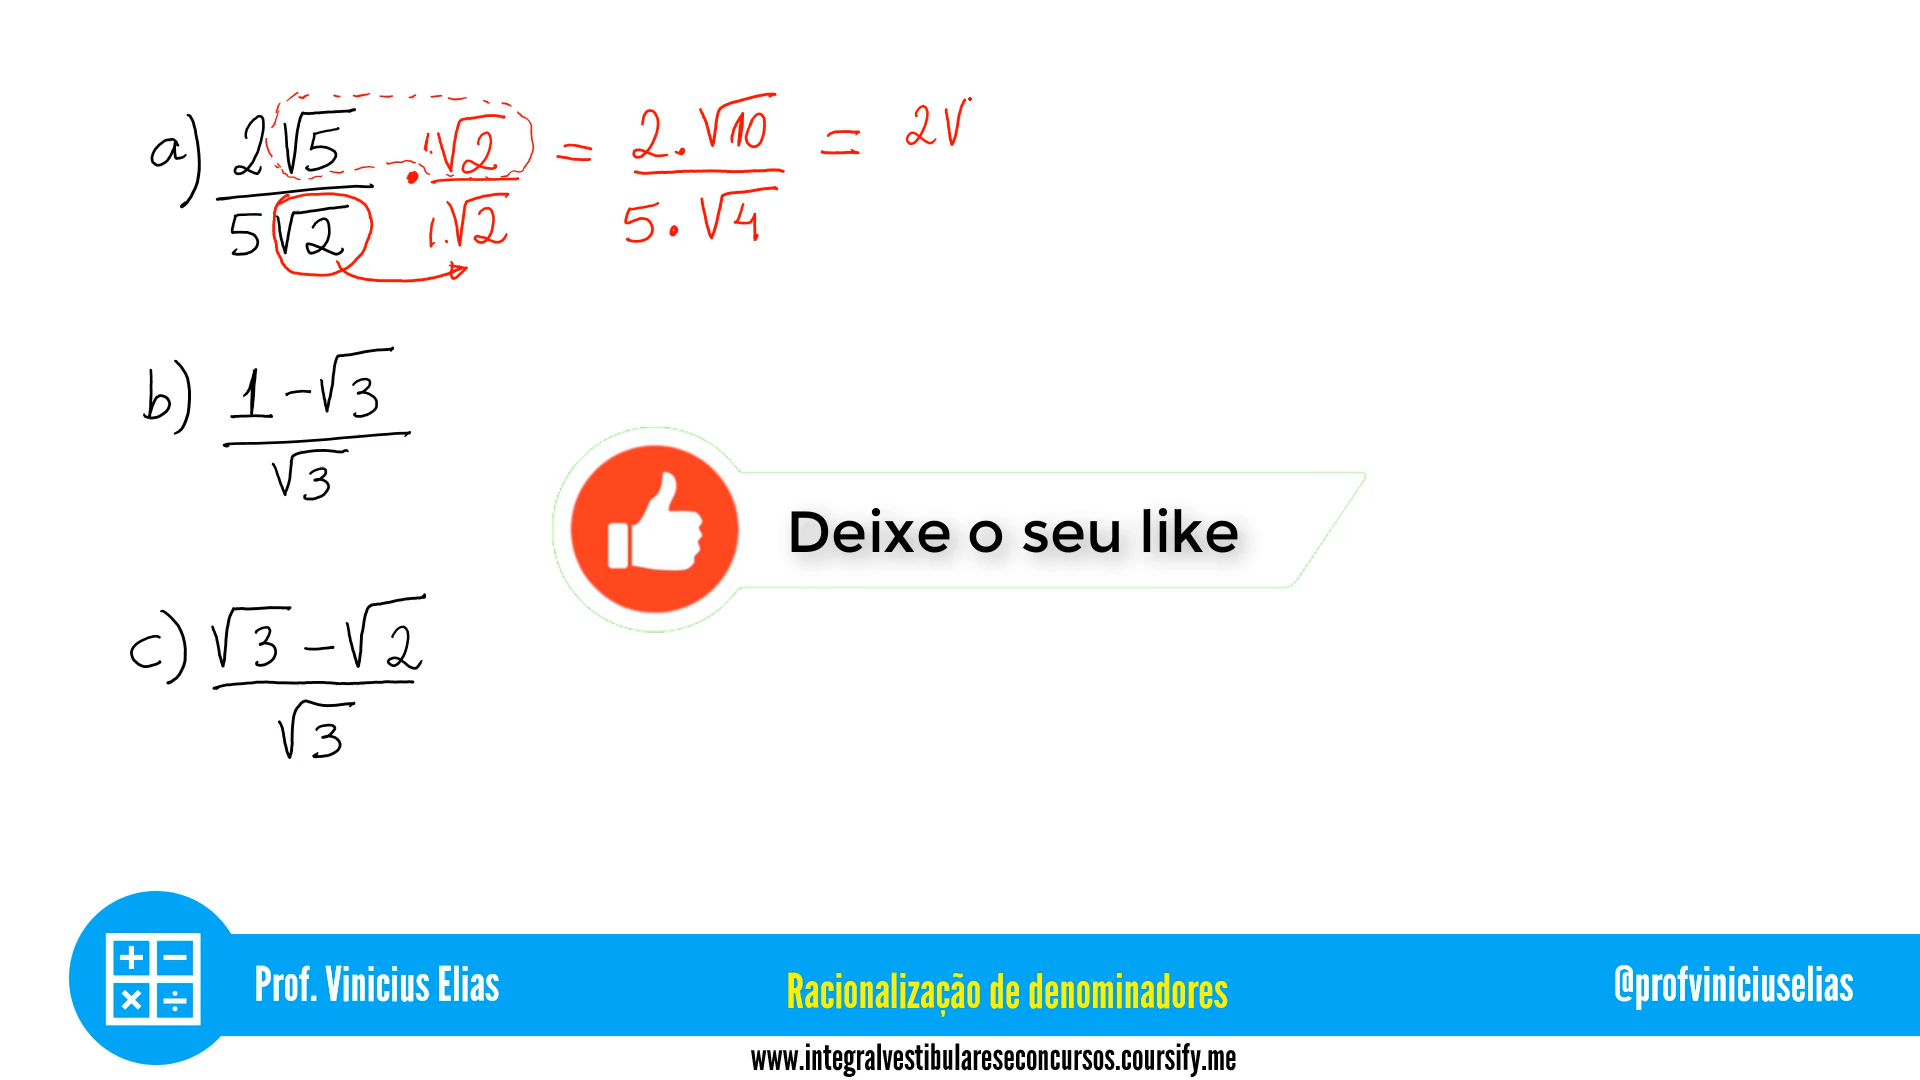 a) 2√5/5√2 · 1.√2/1.√2 = 2.√10/5.√4 = 2√
b) 1-√3/√3
c) √3-√2/√3
Deixe o seu like
Prof. Vinicius Elias
Racionalização de denominadores
@profviniciuselias
www.integralvestibulareseconcursos.coursify.me